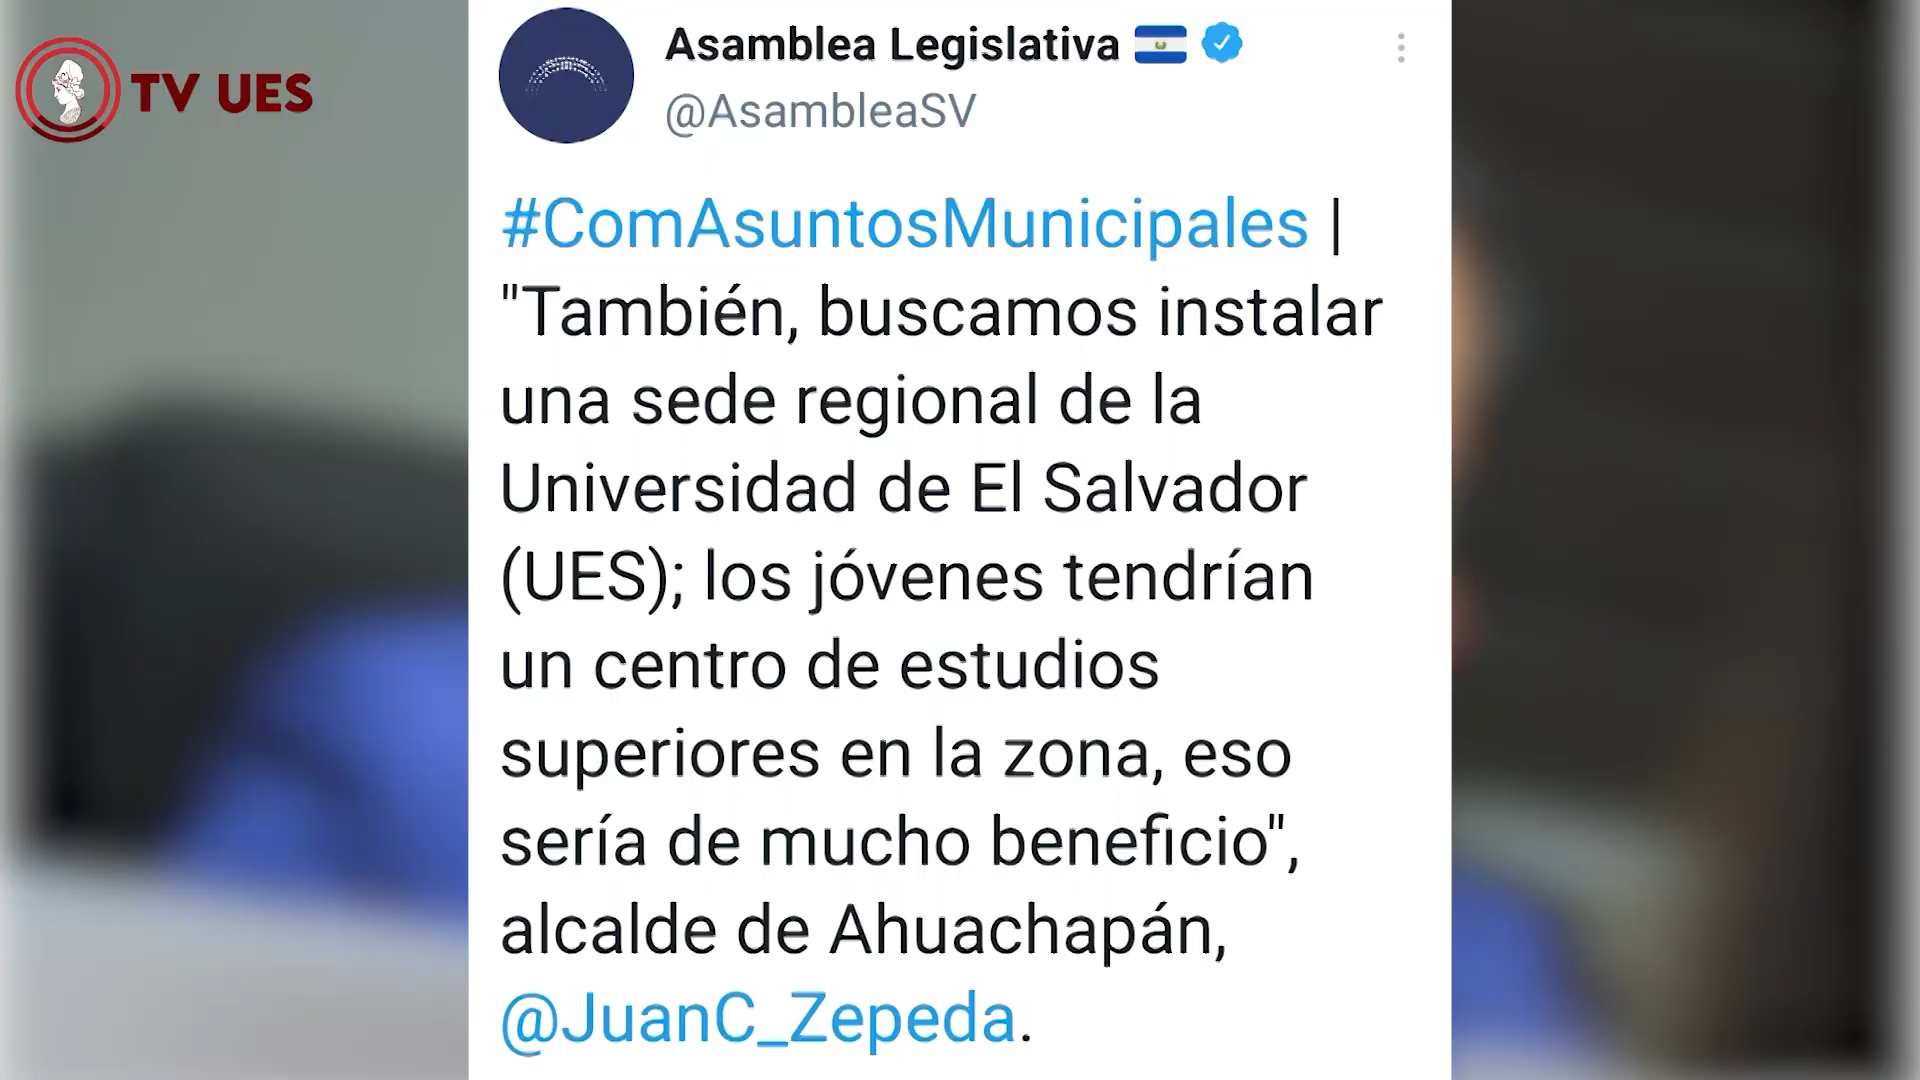 TV UES
Asamblea Legislativa
@AsambleaSV
#ComAsuntosMunicipales |
"También, buscamos instalar
una sede regional de la
Universidad de El Salvador
(UES); los jóvenes tendrían
un centro de estudios
superiores en la zona, eso
sería de mucho beneficio",
alcalde de Ahuachapán,
@JuanC_Zepeda.